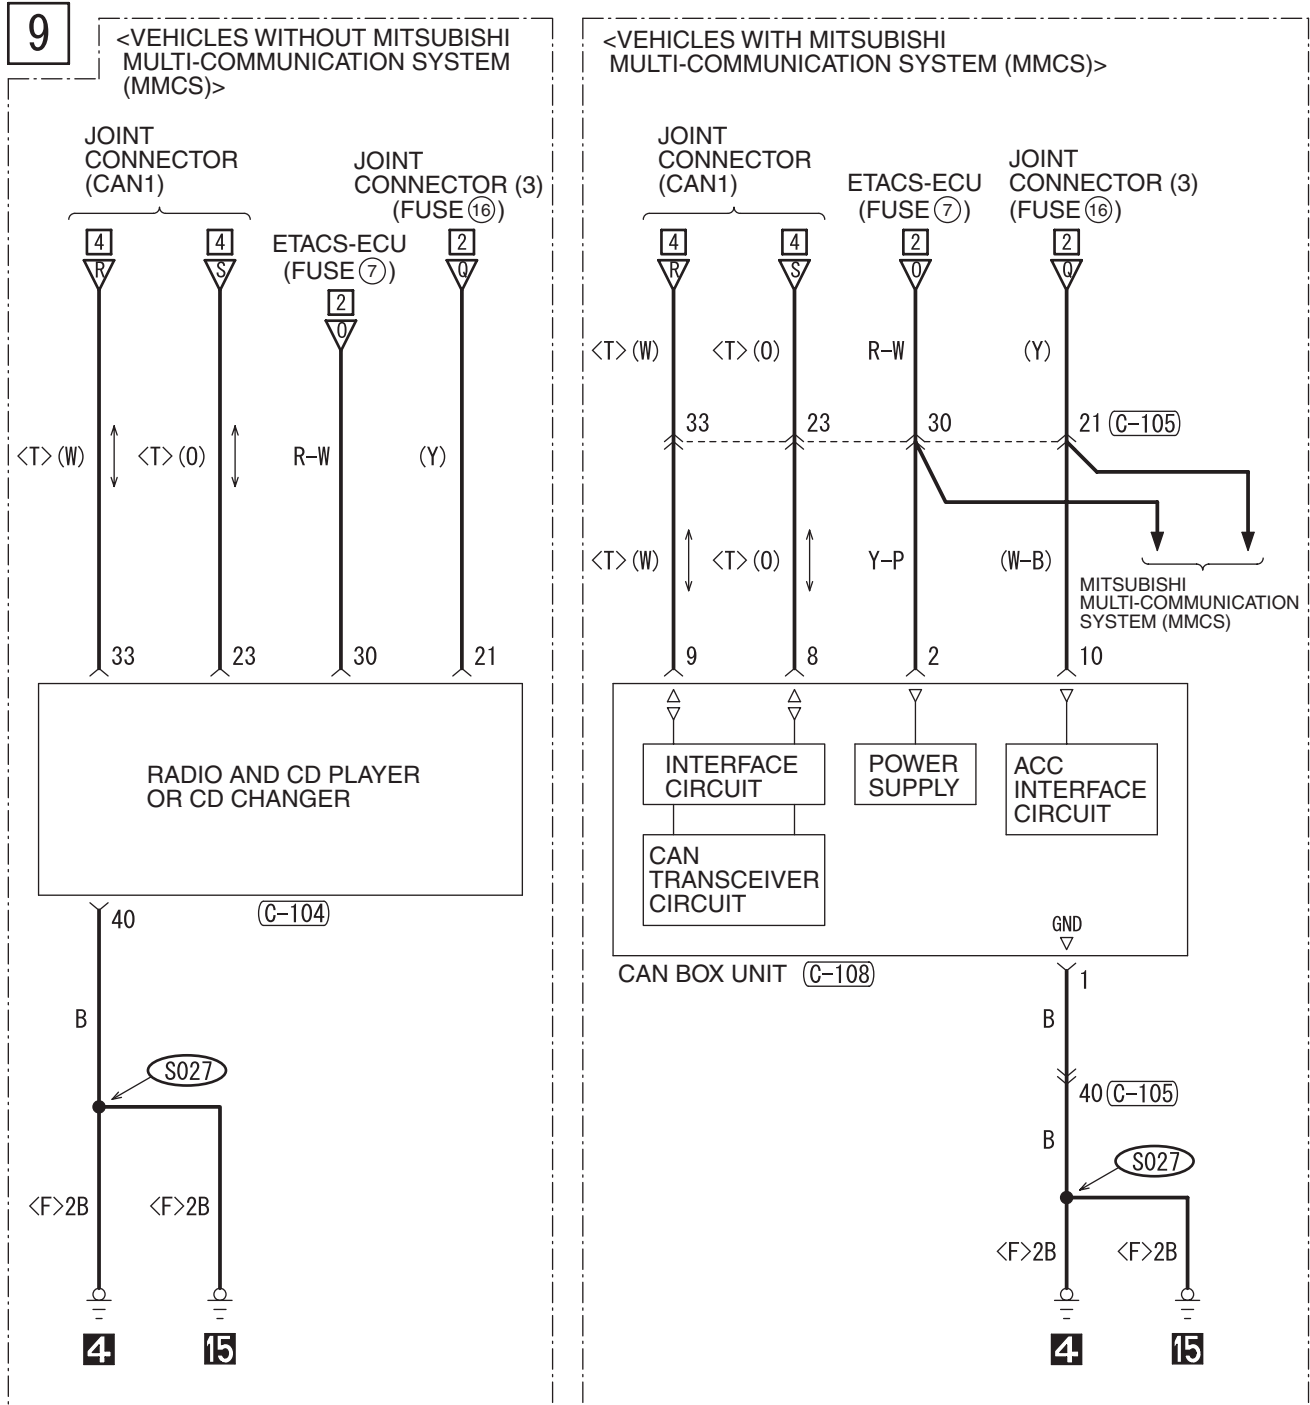 9
<VEHICLES WITHOUT MITSUBISHI
MULTI-COMMUNICATION SYSTEM
(MMCS)>
JOINT
CONNECTOR
(CAN1)
JOINT
CONNECTOR (3)
(FUSE 16)
ETACS-ECU
(FUSE 7)
4
R
4
S
2
O
2
Q
<T>(W)
<T>(O)
R-W
(Y)
33
23
30
21
RADIO AND CD PLAYER
OR CD CHANGER
40
C-104
B
S027
<F>2B
<F>2B
4
15
<VEHICLES WITH MITSUBISHI
MULTI-COMMUNICATION SYSTEM (MMCS)>
JOINT
CONNECTOR
(CAN1)
ETACS-ECU
(FUSE 7)
JOINT
CONNECTOR (3)
(FUSE 16)
4
R
4
S
2
O
2
Q
<T>(W)
<T>(O)
R-W
(Y)
33
23
30
21 C-105
<T>(W)
<T>(O)
Y-P
(W-B)
MITSUBISHI
MULTI-COMMUNICATION
SYSTEM (MMCS)
9
8
2
10
INTERFACE
CIRCUIT
POWER
SUPPLY
ACC
INTERFACE
CIRCUIT
CAN
TRANSCEIVER
CIRCUIT
GND
CAN BOX UNIT C-108
1
B
40 C-105
B
S027
<F>2B
<F>2B
4
15